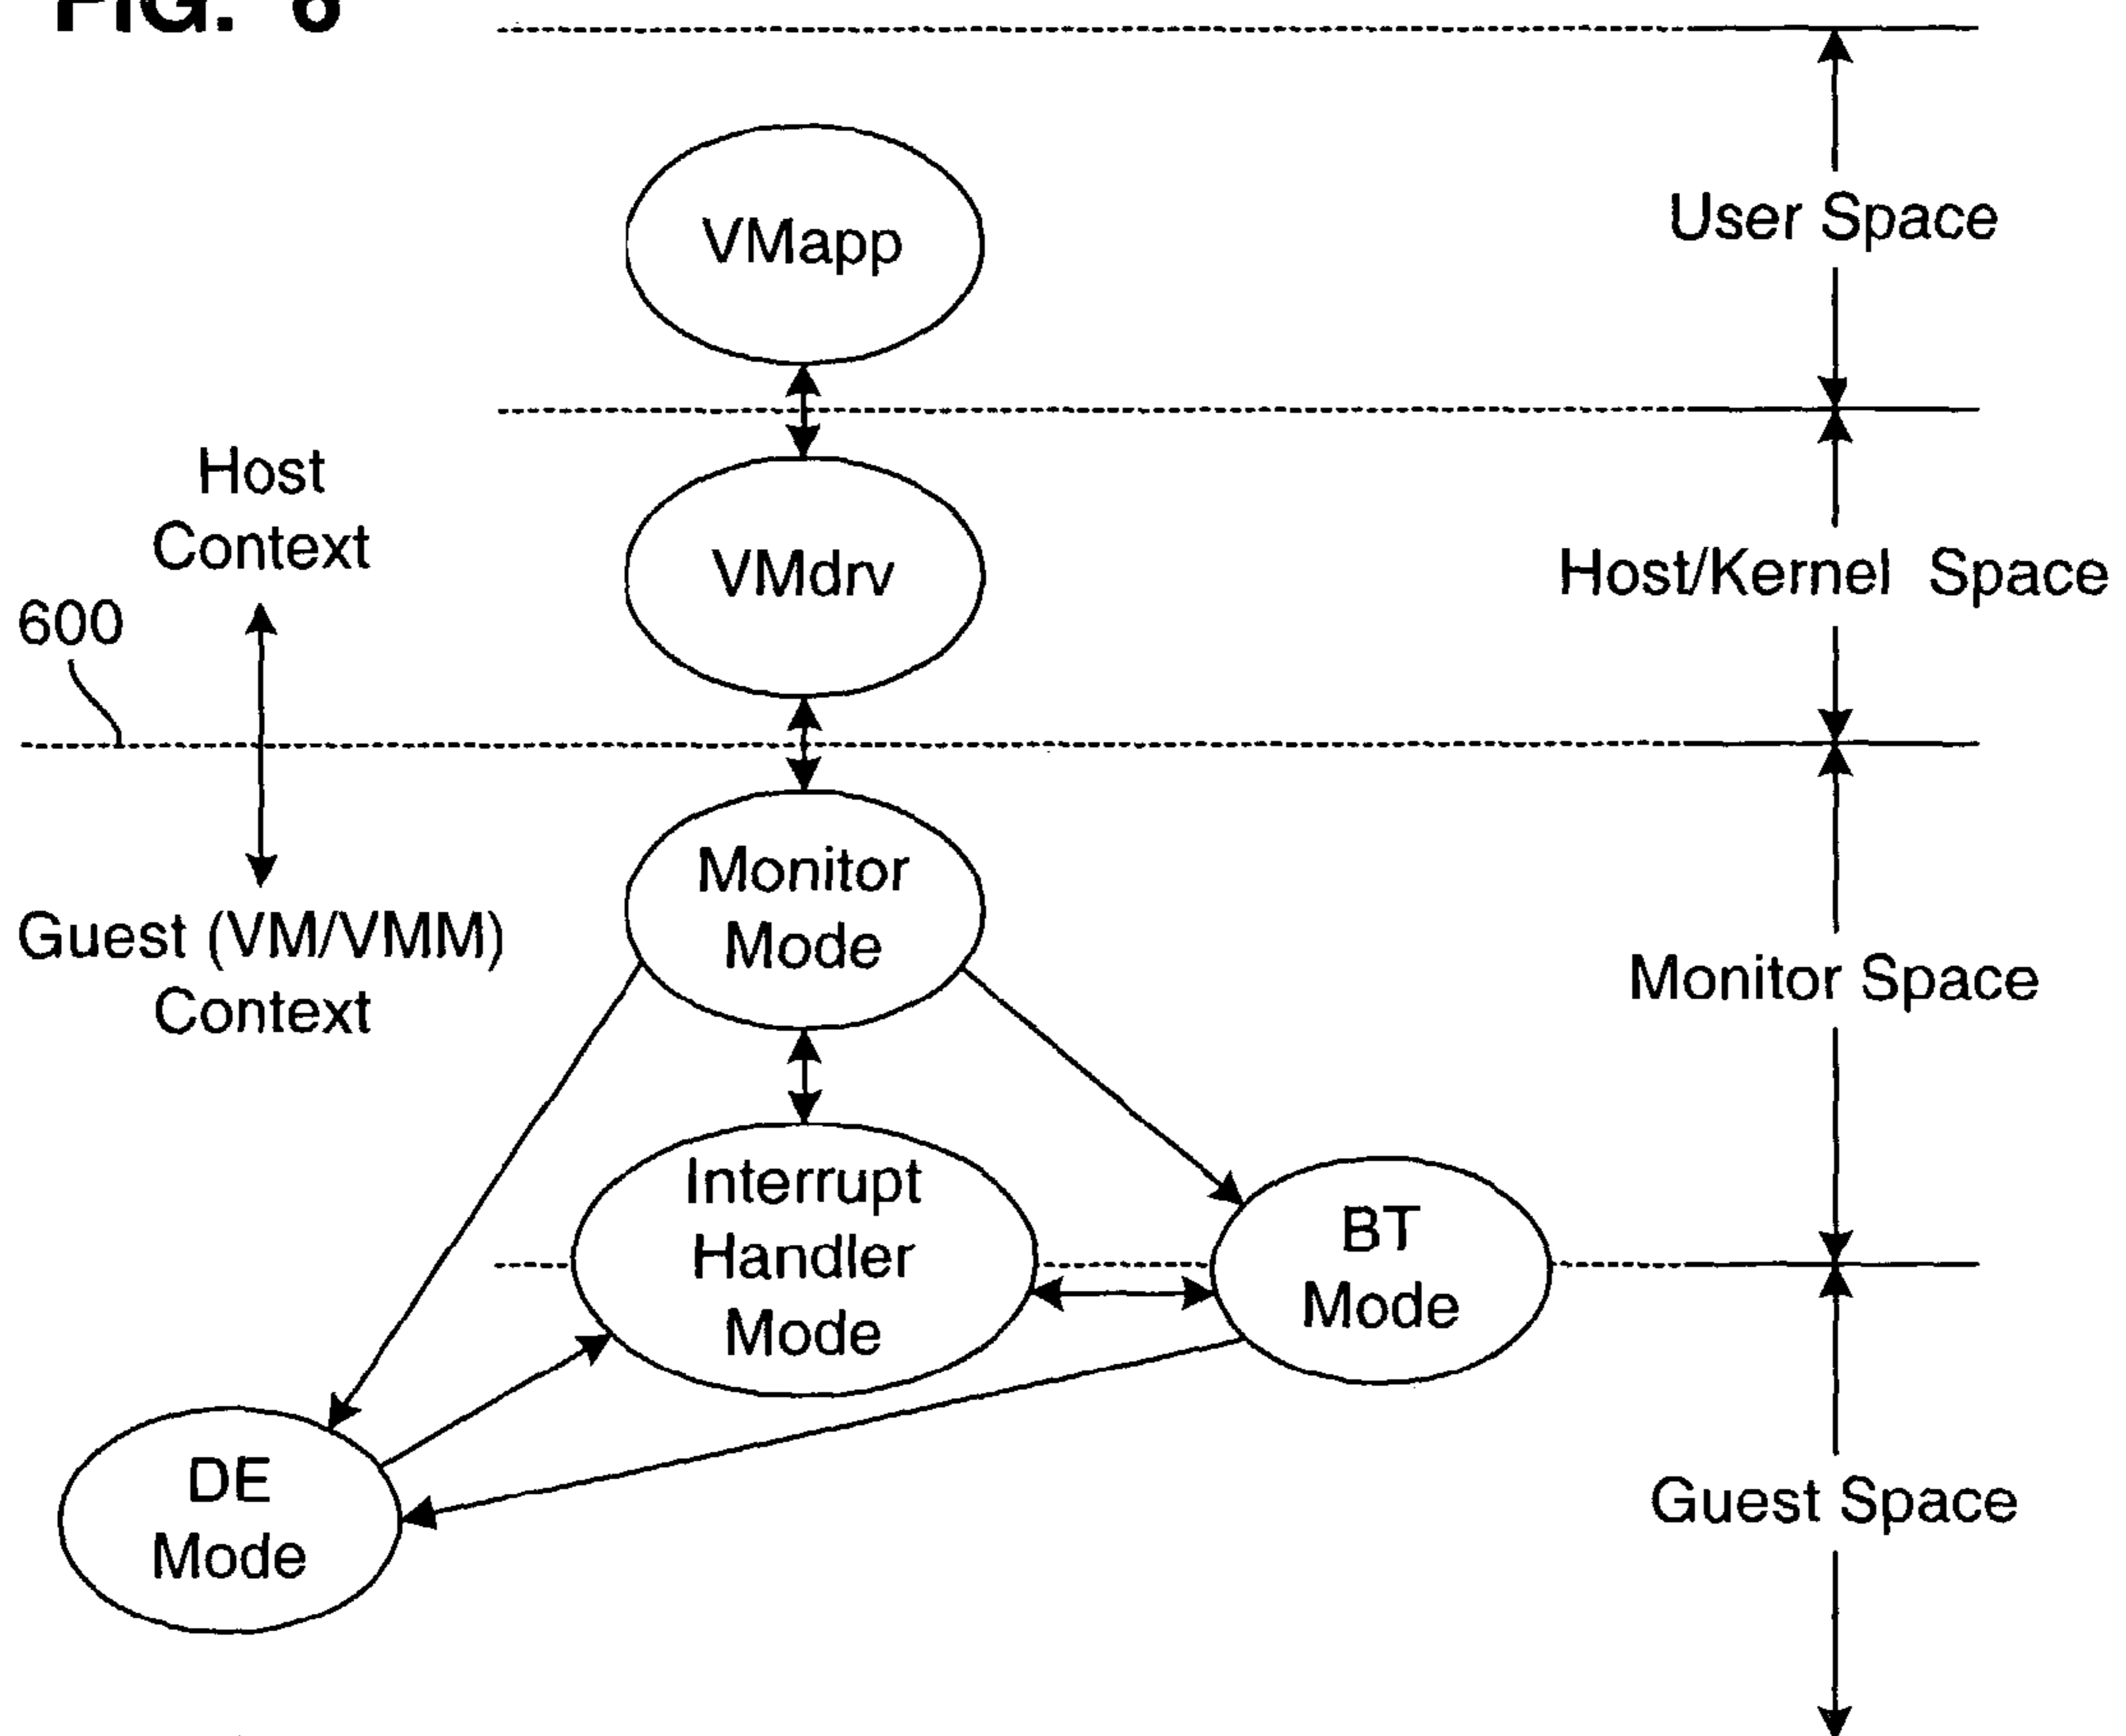 FIG. 6
VMapp
User Space
Host
Context
VMdrv
Host/Kernel Space
600
Monitor
Mode
Guest (VM/VMM)
Context
Monitor Space
Interrupt
Handler
Mode
BT
Mode
DE
Mode
Guest Space